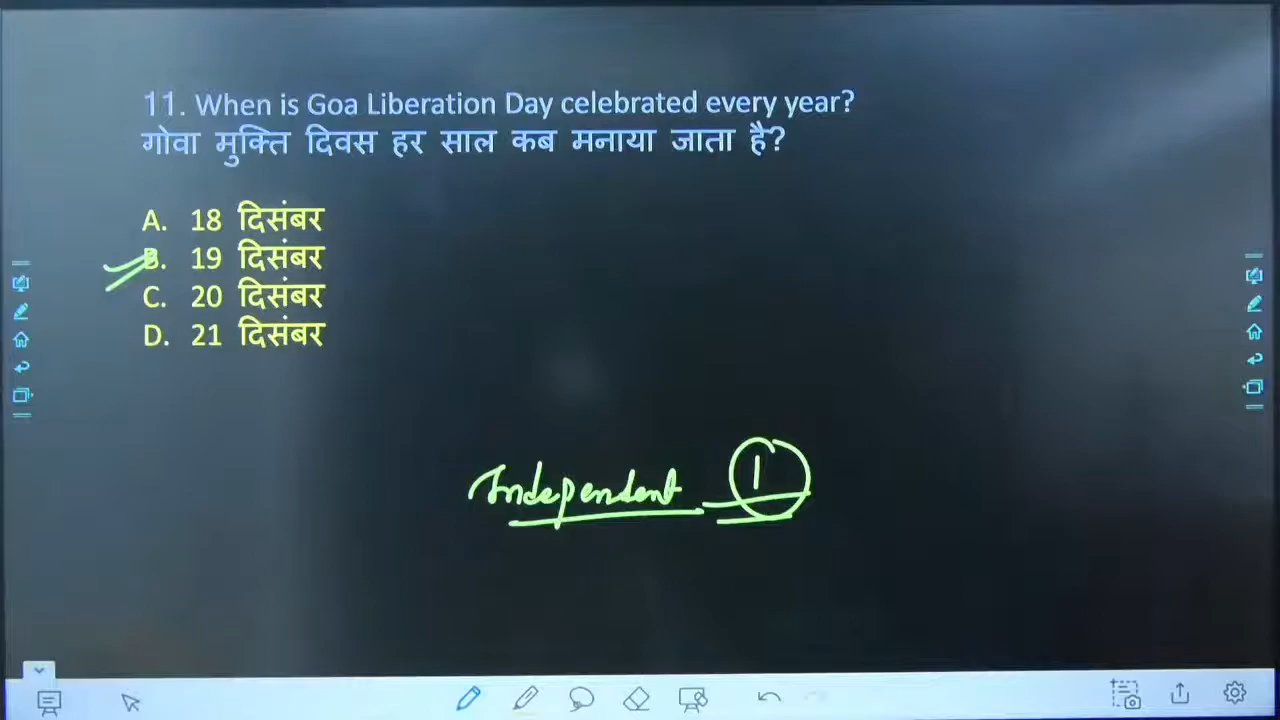 11. When is Goa Liberation Day celebrated every year?
गोवा मुक्ति दिवस हर साल कब मनाया जाता है?
A. 18 दिसंबर
B. 19 दिसंबर
C. 20 दिसंबर
D. 21 दिसंबर
Independent 1